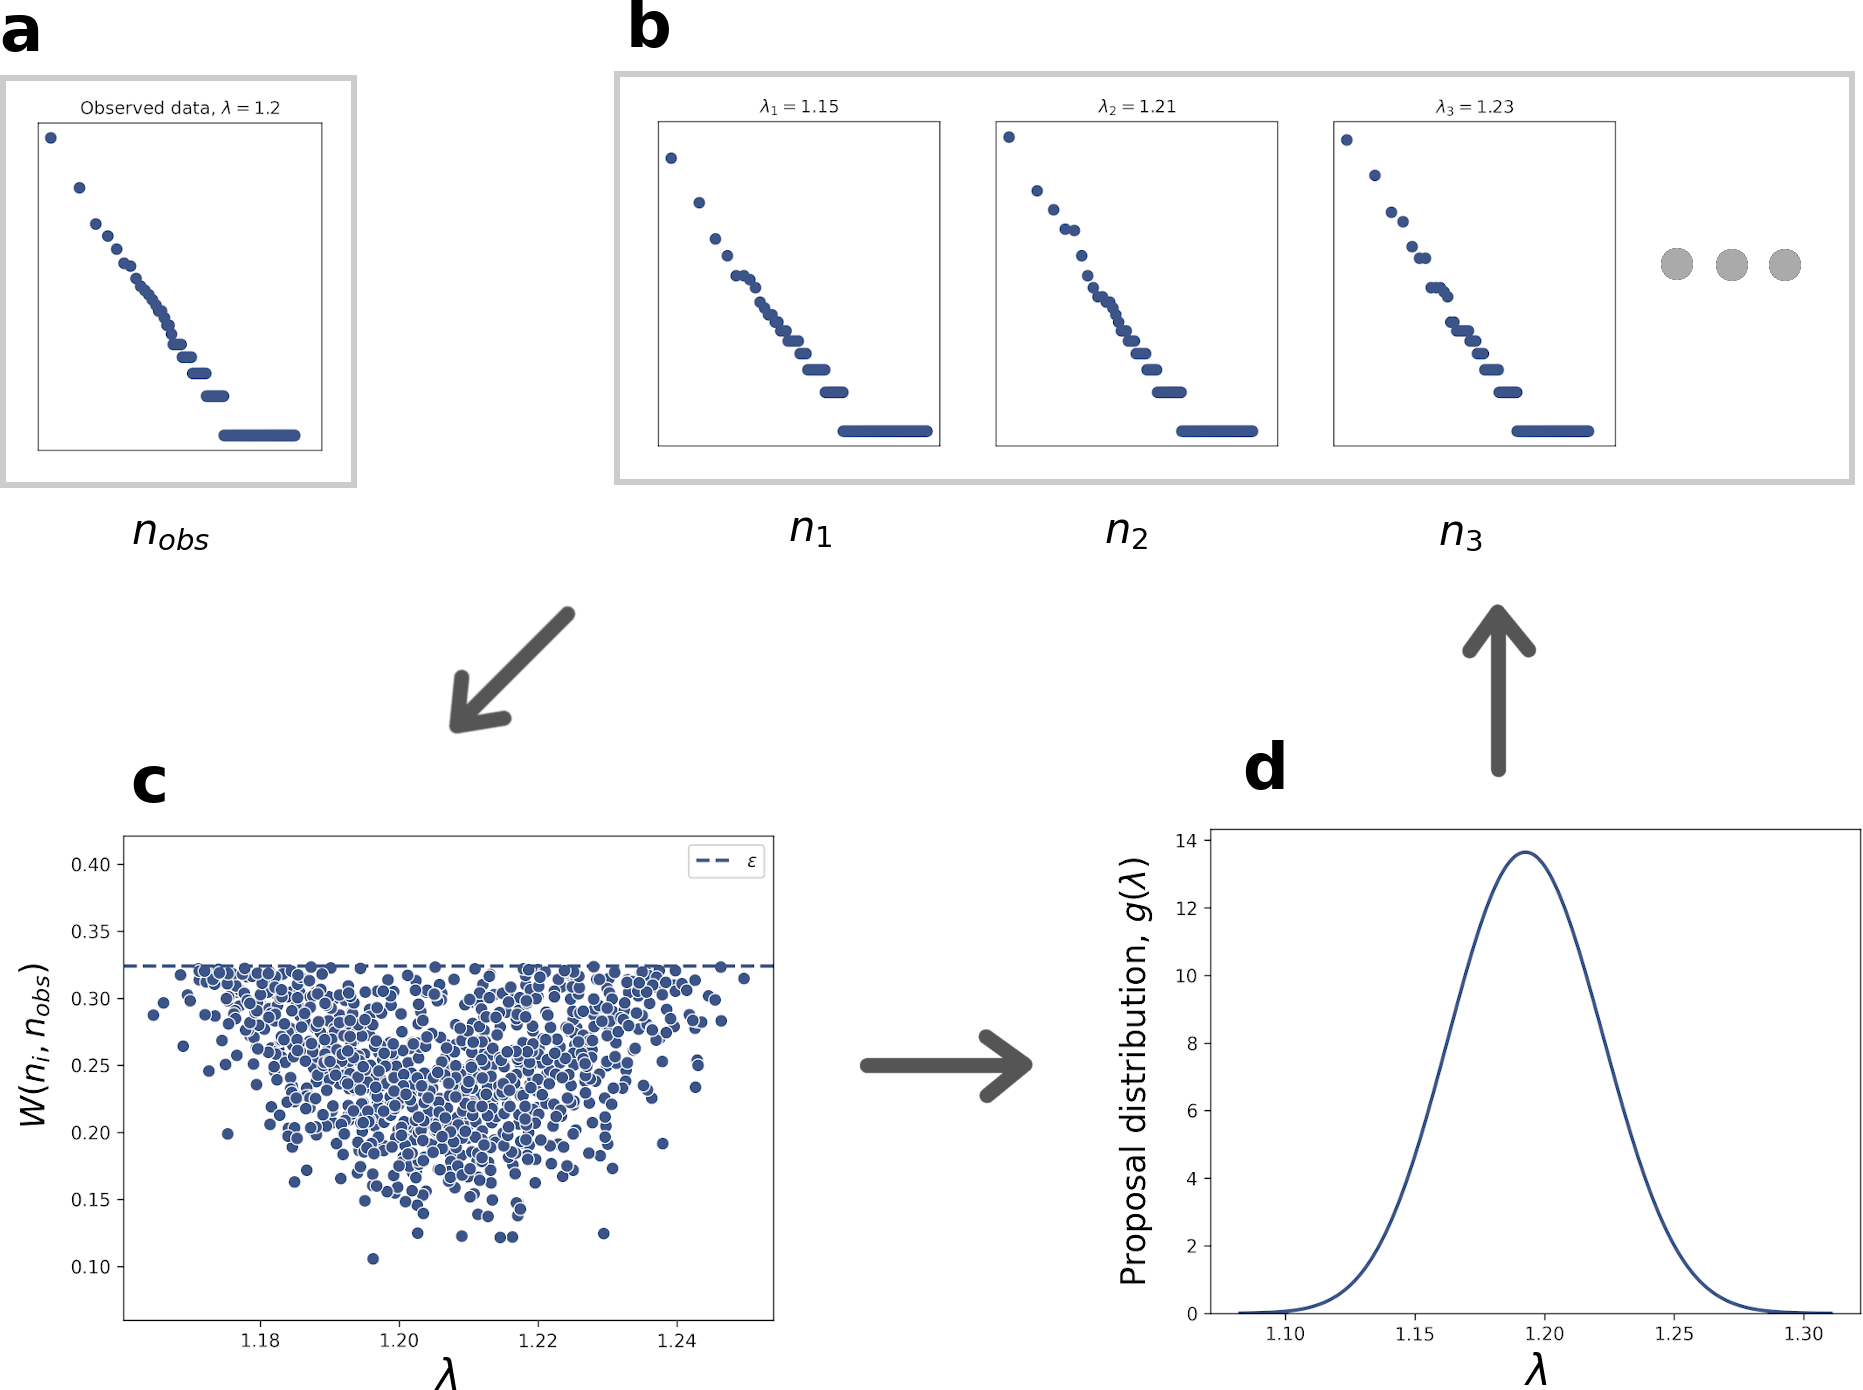 a
b
Observed data, λ = 1.2
λ₁ = 1.15
λ₂ = 1.21
λ₃ = 1.23
n_obs
n₁
n₂
n₃
c
d
ε
0.40
0.35
0.30
0.25
0.20
0.15
0.10
W(n_i, n_obs)
1.18 1.20 1.22 1.24
λ
14
12
10
8
6
4
2
0
Proposal distribution, g(λ)
1.10 1.15 1.20 1.25 1.30
λ